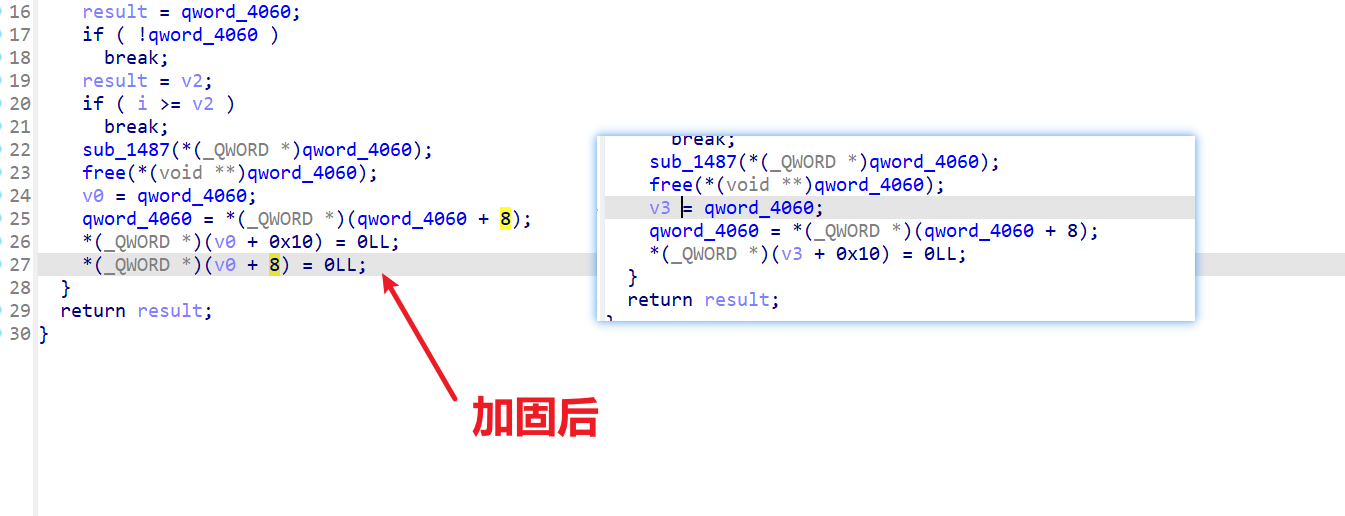 16 result = qword_4060;
17 if ( !qword_4060 )
18 break;
19 result = v2;
20 if ( i >= v2 )
21 break;
22 sub_1487(*(_QWORD *)qword_4060);
23 free(*(void **)qword_4060);
24 v0 = qword_4060;
25 qword_4060 = *(_QWORD *)(qword_4060 + 8);
26 *(_QWORD *)(v0 + 0x10) = 0LL;
27 *(_QWORD *)(v0 + 8) = 0LL;
28 }
29 return result;
30 }
break;
sub_1487(*(_QWORD *)qword_4060);
free(*(void **)qword_4060);
v3 = qword_4060;
qword_4060 = *(_QWORD *)(qword_4060 + 8);
*(_QWORD *)(v3 + 0x10) = 0LL;
}
return result;
}
加固后